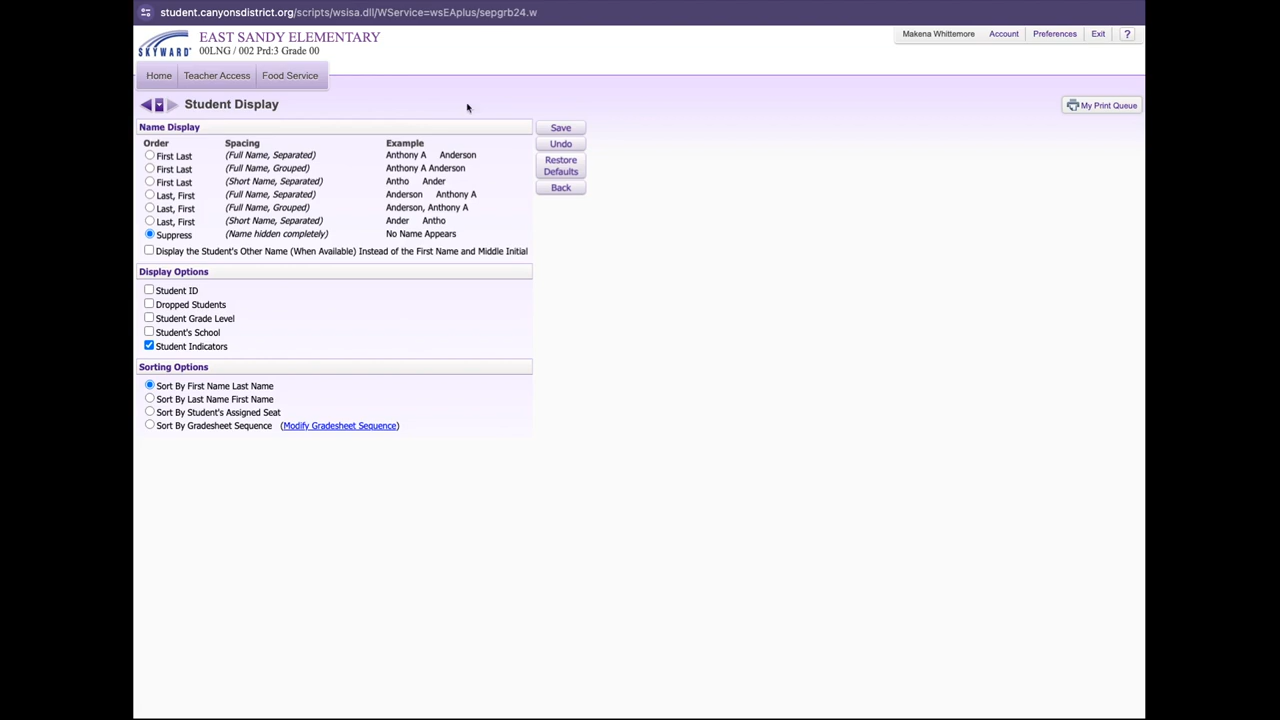 student.canyonsdistrict.org/scripts/wsisa.dll/WService=wsEAplus/sepgrb24.w
SKYWARD
EAST SANDY ELEMENTARY
00LNG / 002 Prd:3 Grade 00
Makena Whittemore Account Preferences Exit ?
Home Teacher Access Food Service
Student Display
My Print Queue
Name Display
Order Spacing Example
First Last (Full Name, Separated) Anthony A Anderson
First Last (Full Name, Grouped) Anthony A Anderson
First Last (Short Name, Separated) Antho Ander
Last, First (Full Name, Separated) Anderson Anthony A
Last, First (Full Name, Grouped) Anderson, Anthony A
Last, First (Short Name, Separated) Ander Antho
Suppress (Name hidden completely) No Name Appears
Display the Student's Other Name (When Available) Instead of the First Name and Middle Initial
Save
Undo
Restore
Defaults
Back
Display Options
Student ID
Dropped Students
Student Grade Level
Student's School
Student Indicators
Sorting Options
Sort By First Name Last Name
Sort By Last Name First Name
Sort By Student's Assigned Seat
Sort By Gradesheet Sequence (Modify Gradesheet Sequence)